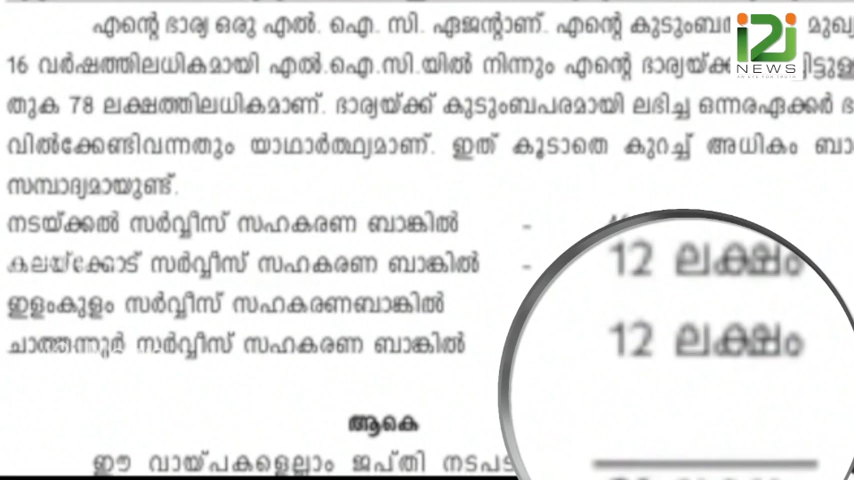 എന്റെ ഭാര്യ ഒരു എൽ. ഐ. സി. ഏജന്റാണ്. എന്റെ കുടുംബ മുഖ്യ
16 വർഷത്തിലധികമായി എൽ.ഐ.സി.യിൽ നിന്നും എന്റെ ഭാര്യയ്ക്ക്
തുക 78 ലക്ഷത്തിലധികമാണ്. ഭാര്യയ്ക്ക് കുടുംബപരമായി ലഭിച്ച ഒന്നരഏക്കർ
വിൽക്കേണ്ടിവന്നതും യാഥാർത്ഥ്യമാണ്. ഇത് കൂടാതെ കുറച്ച് അധികം
സമ്പാദ്യമായുണ്ട്.
നടയ്ക്കൽ സർവ്വീസ് സഹകരണ ബാങ്കിൽ -
കലയ്ക്കോട് സർവ്വീസ് സഹകരണ ബാങ്കിൽ - 12 ലക്ഷം
ഇളംകുളം സർവ്വീസ് സഹകരണബാങ്കിൽ
ചാത്തന്നൂർ സർവ്വീസ് സഹകരണ ബാങ്കിൽ 12 ലക്ഷം
ആകെ
ഈ വായ്പകളെല്ലാം ജപ്തി
i2i
NEWS